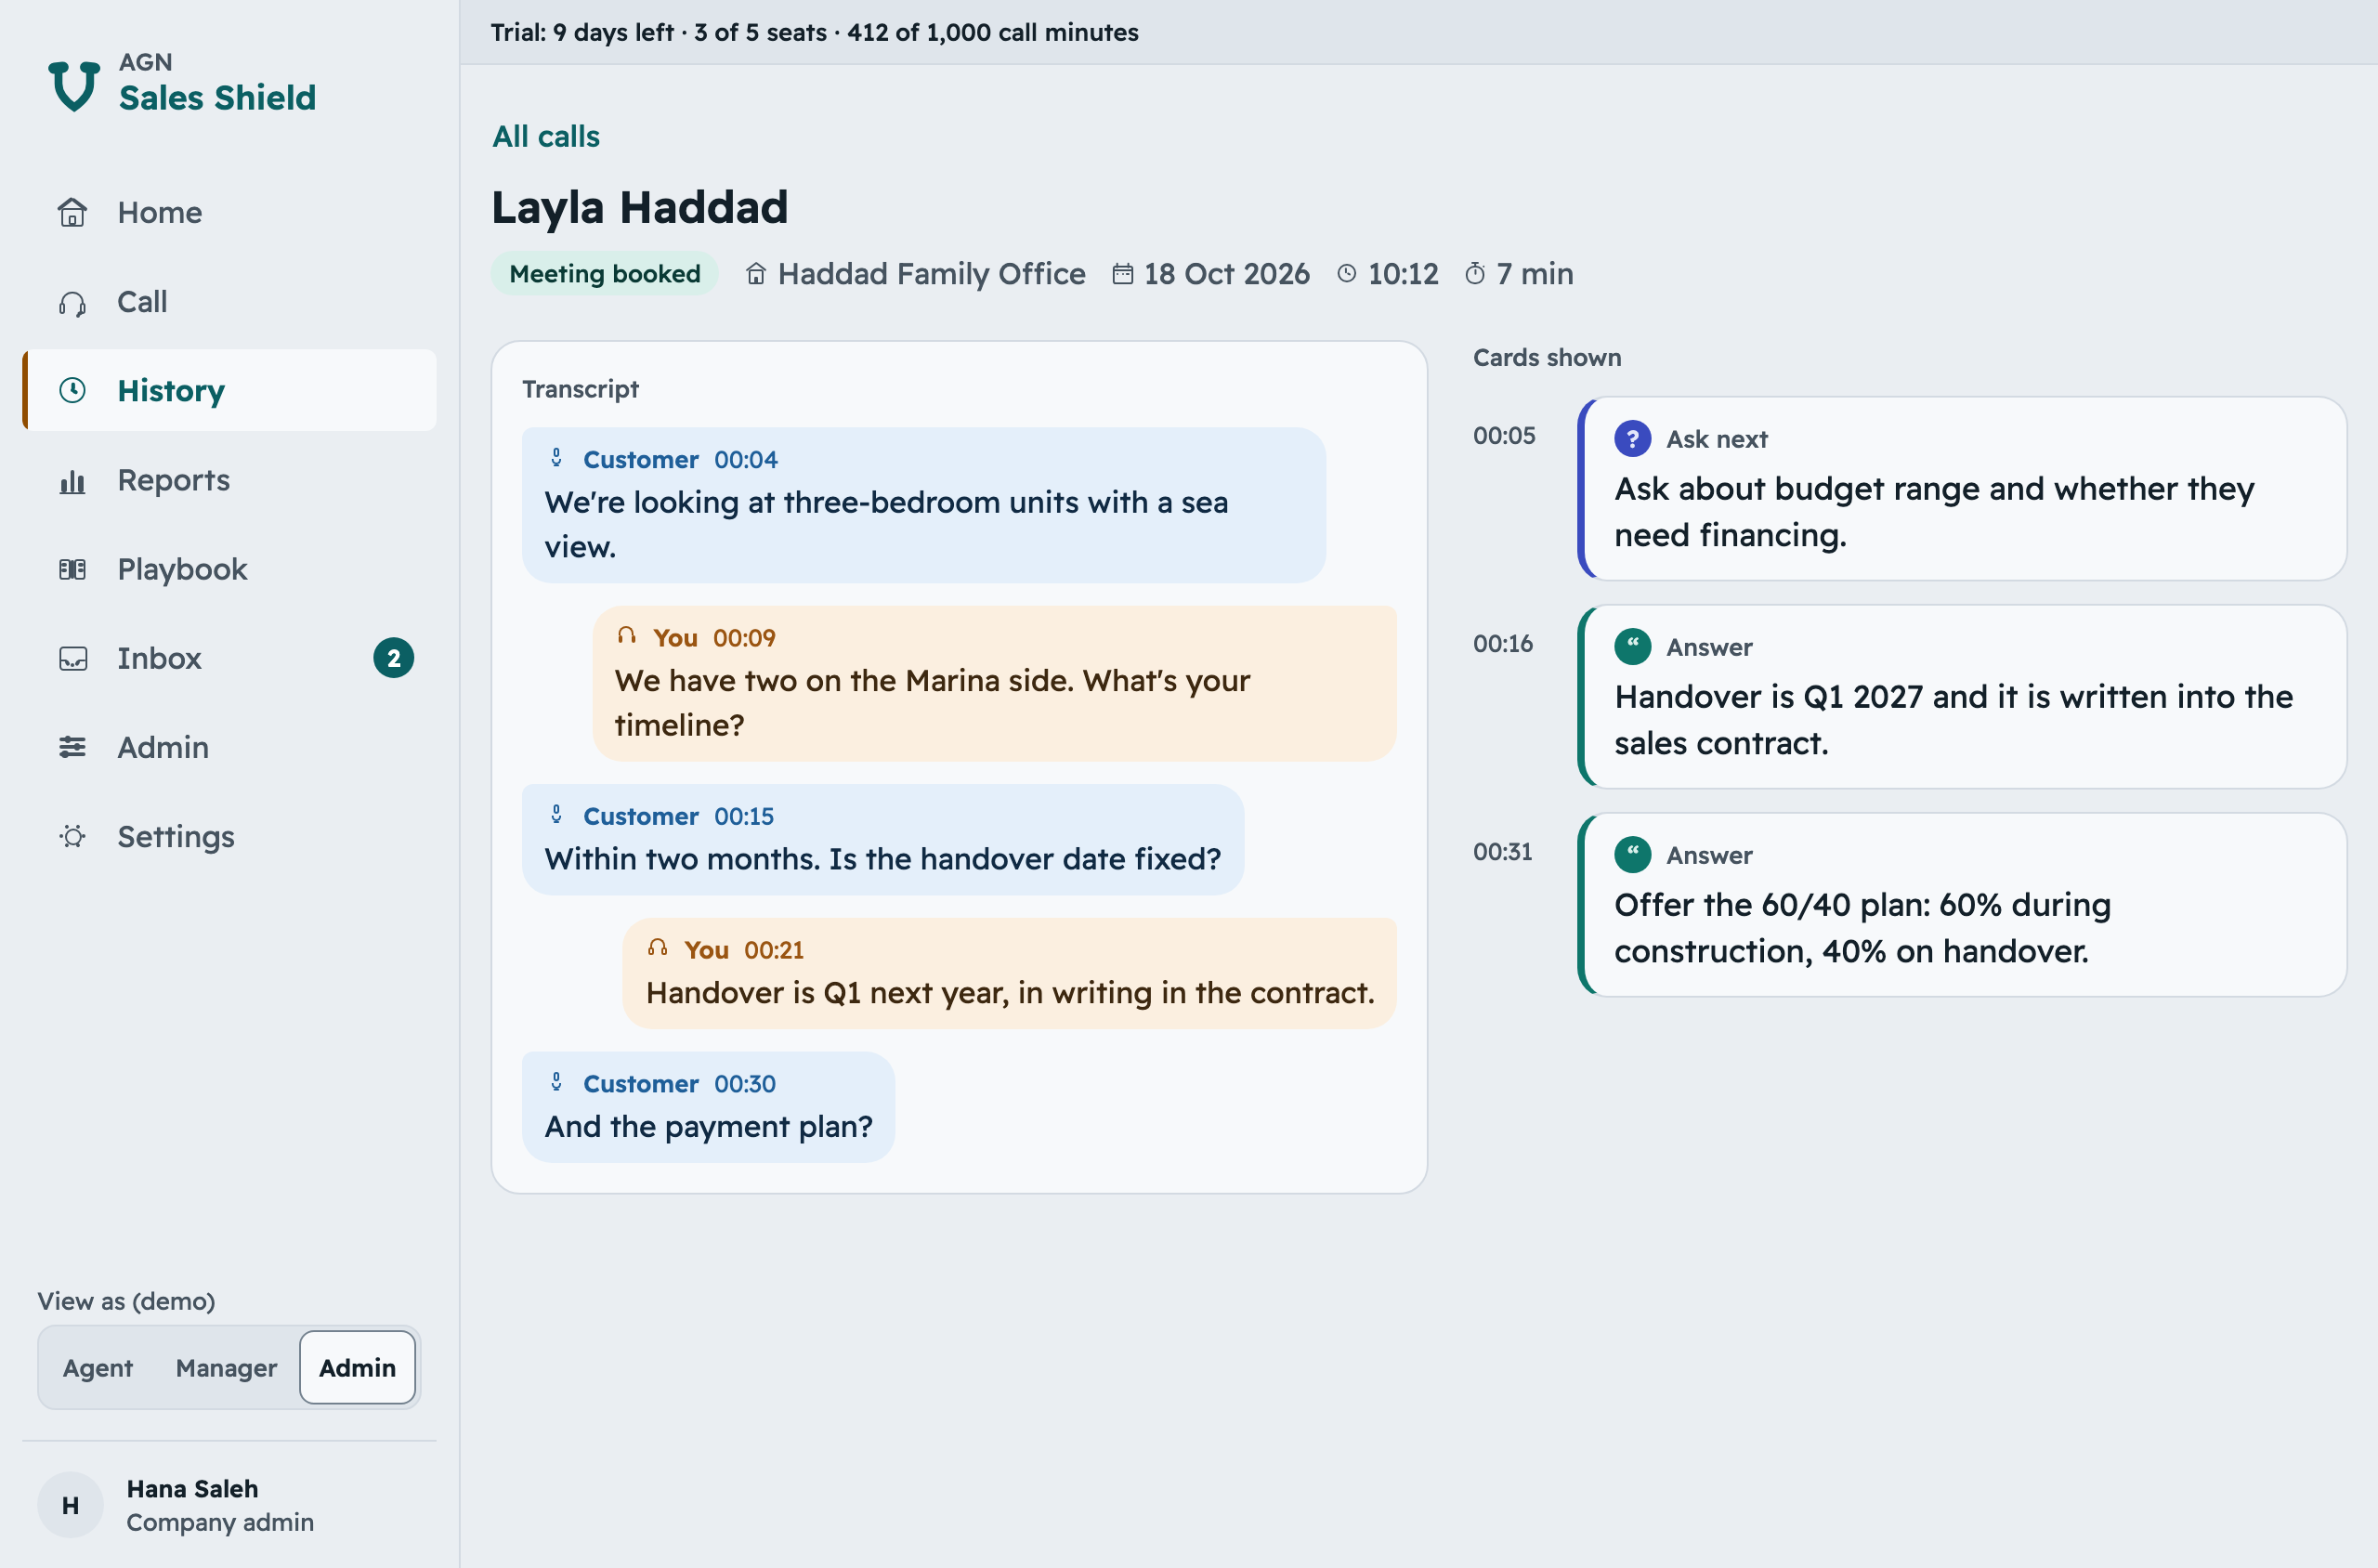 AGN
Sales Shield
Home
Call
History
Reports
Playbook
Inbox 2
Admin
Settings
View as (demo)
Agent Manager Admin
H
Hana Saleh
Company admin
Trial: 9 days left · 3 of 5 seats · 412 of 1,000 call minutes
All calls
Layla Haddad
Meeting booked Haddad Family Office 18 Oct 2026 10:12 7 min
Transcript
Customer 00:04
We're looking at three-bedroom units with a sea
view.
You 00:09
We have two on the Marina side. What's your
timeline?
Customer 00:15
Within two months. Is the handover date fixed?
You 00:21
Handover is Q1 next year, in writing in the contract.
Customer 00:30
And the payment plan?
Cards shown
00:05
? Ask next
Ask about budget range and whether they
need financing.
00:16
“ Answer
Handover is Q1 2027 and it is written into the
sales contract.
00:31
“ Answer
Offer the 60/40 plan: 60% during
construction, 40% on handover.